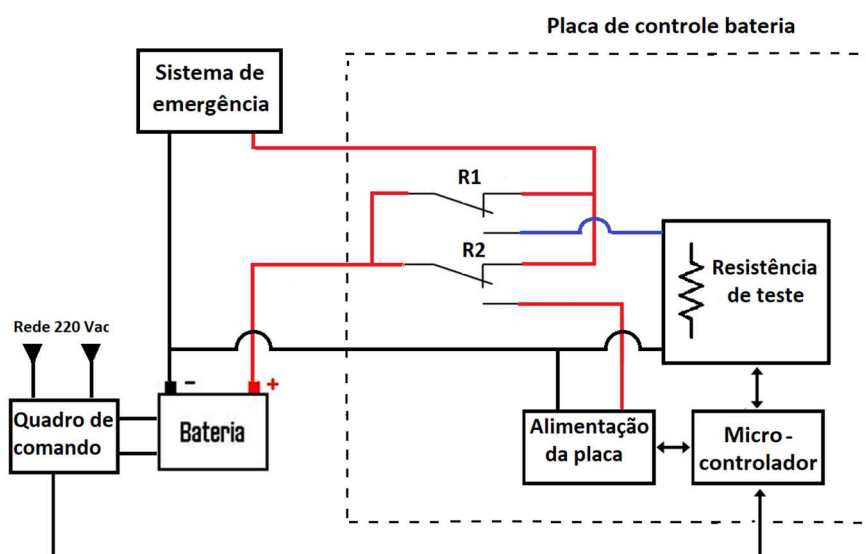 Placa de controle bateria
Sistema de
emergência
R1
R2
Resistência
de teste
Rede 220 Vac
Quadro de
comando
- +
Bateria
Alimentação
da placa
Micro-
controlador